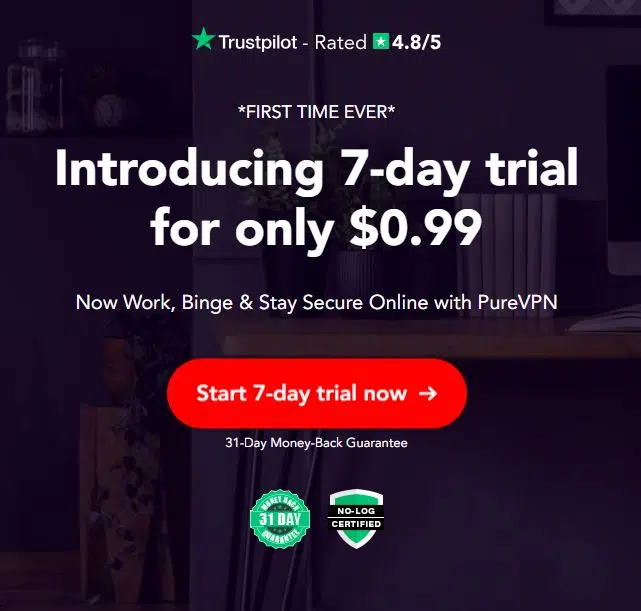 Trustpilot - Rated 4.8/5
*FIRST TIME EVER*
Introducing 7-day trial
for only $0.99
Now Work, Binge & Stay Secure Online with PureVPN
Start 7-day trial now →
31-Day Money-Back Guarantee
MONEY BACK
31 DAY
GUARANTEE
NO-LOG
CERTIFIED